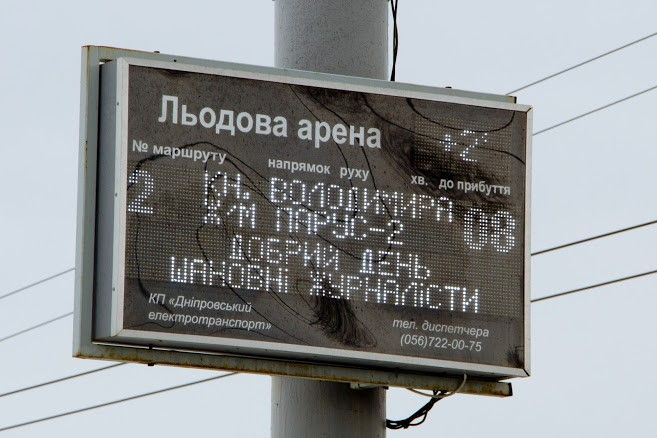 Льодова арена
+2
№ маршруту напрямок руху хв. до прибуття
2 КН. ВОЛОДИМИРА 08
Ж/М ПАРУС-2
ДОБРИЙ ДЕНЬ
ШАНОВНІ ЖУРНАЛІСТИ
КП «Дніпровський
електротранспорт»
тел. диспетчера
(056)722-00-75